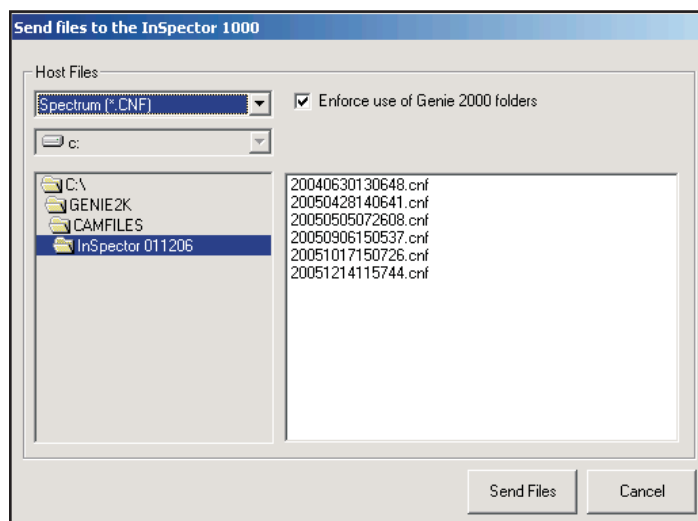 Send files to the InSpector 1000
Host Files
Spectrum (*.CNF)
Enforce use of Genie 2000 folders
c:
C:\
GENIE2K
CAMFILES
InSpector 011206
20040630130648.cnf
20050428140641.cnf
20050505072608.cnf
20050906150537.cnf
20051017150726.cnf
20051214115744.cnf
Send Files
Cancel